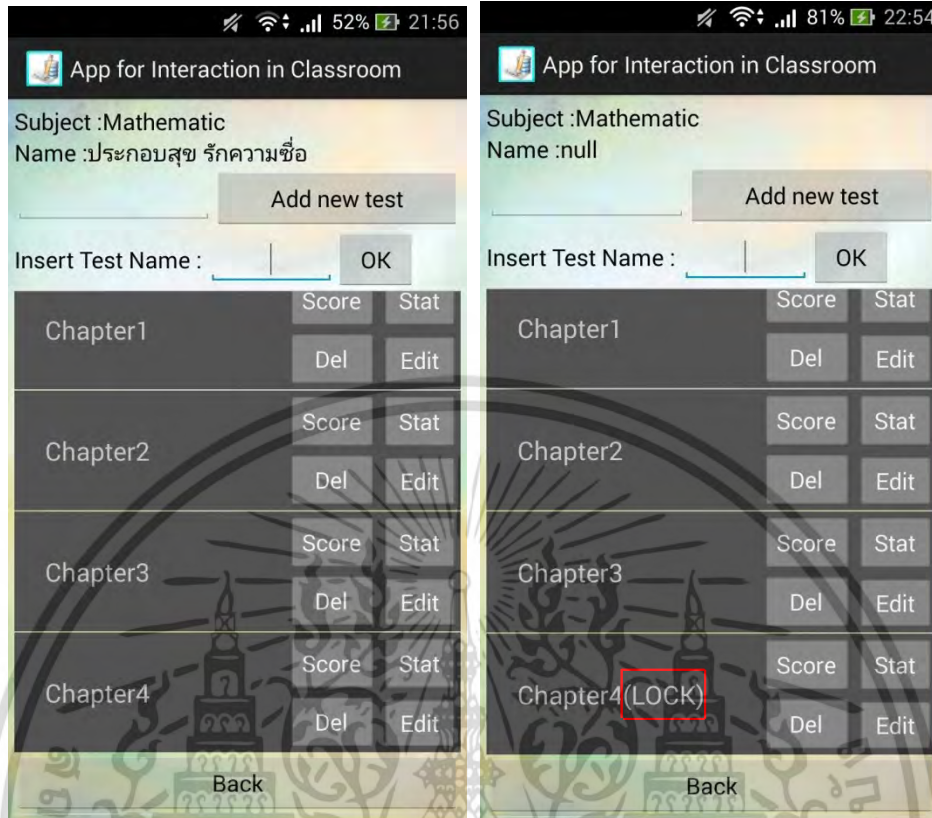 52% 21:56
App for Interaction in Classroom
Subject :Mathematic
Name :ประกอบสุข รักความซื่อ
Add new test
Insert Test Name : OK
Score Stat
Chapter1
Del Edit
Score Stat
Chapter2
Del Edit
Score Stat
Chapter3
Del Edit
Score Stat
Chapter4
Del Edit
Back
81% 22:54
App for Interaction in Classroom
Subject :Mathematic
Name :null
Add new test
Insert Test Name : OK
Score Stat
Chapter1
Del Edit
Score Stat
Chapter2
Del Edit
Score Stat
Chapter3
Del Edit
Score Stat
Chapter4(LOCK)
Del Edit
Back